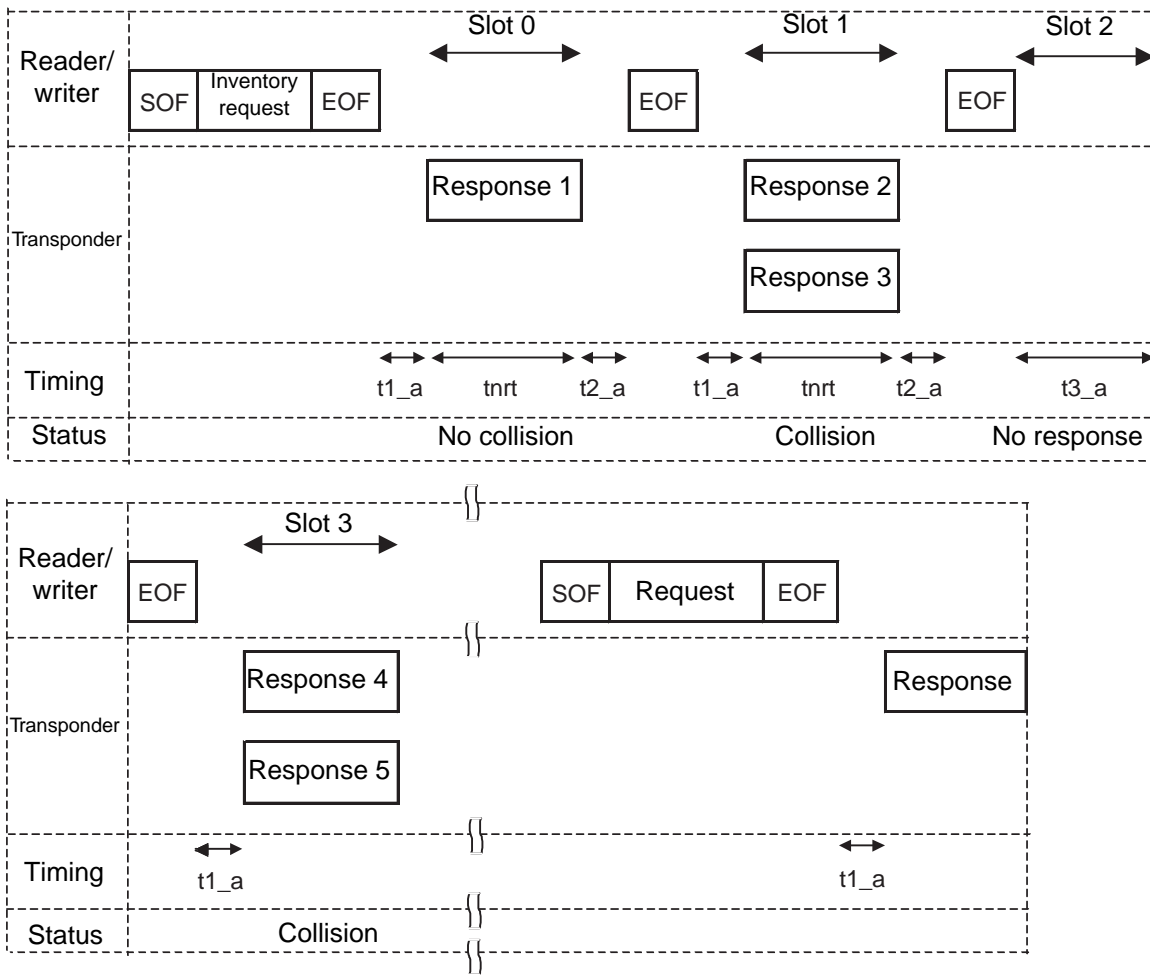 Slot 0
Slot 1
Slot 2
Reader/
writer
SOF
Inventory
request
EOF
EOF
EOF
Transponder
Response 1
Response 2
Response 3
Timing
t1_a
tnrt
t2_a
t1_a
tnrt
t2_a
t3_a
Status
No collision
Collision
No response
Slot 3
Reader/
writer
EOF
SOF
Request
EOF
Transponder
Response 4
Response
Response 5
Timing
t1_a
t1_a
Status
Collision